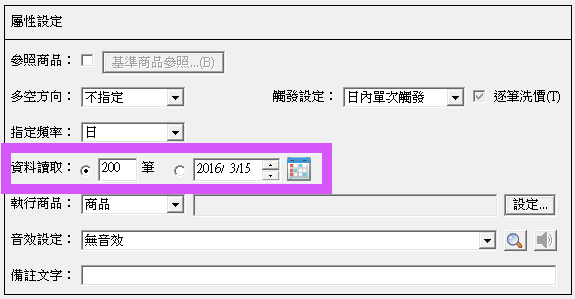 屬性設定
參照商品： 基準商品參照...(B)
多空方向： 不指定 觸發設定： 日內單次觸發 逐筆洗價(T)
指定頻率： 日
資料讀取： 200 筆 2016/ 3/15
執行商品： 商品 設定...
音效設定： 無音效
備註文字：